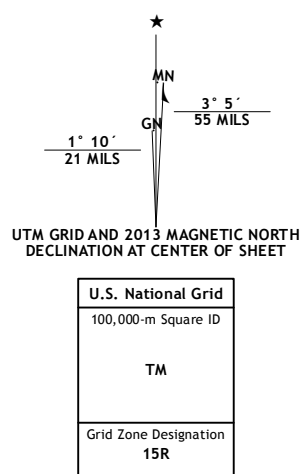 ★
MN
3° 5´
55 MILS
GN
1° 10´
21 MILS
UTM GRID AND 2013 MAGNETIC NORTH
DECLINATION AT CENTER OF SHEET
U.S. National Grid
100,000-m Square ID
TM
Grid Zone Designation
15R